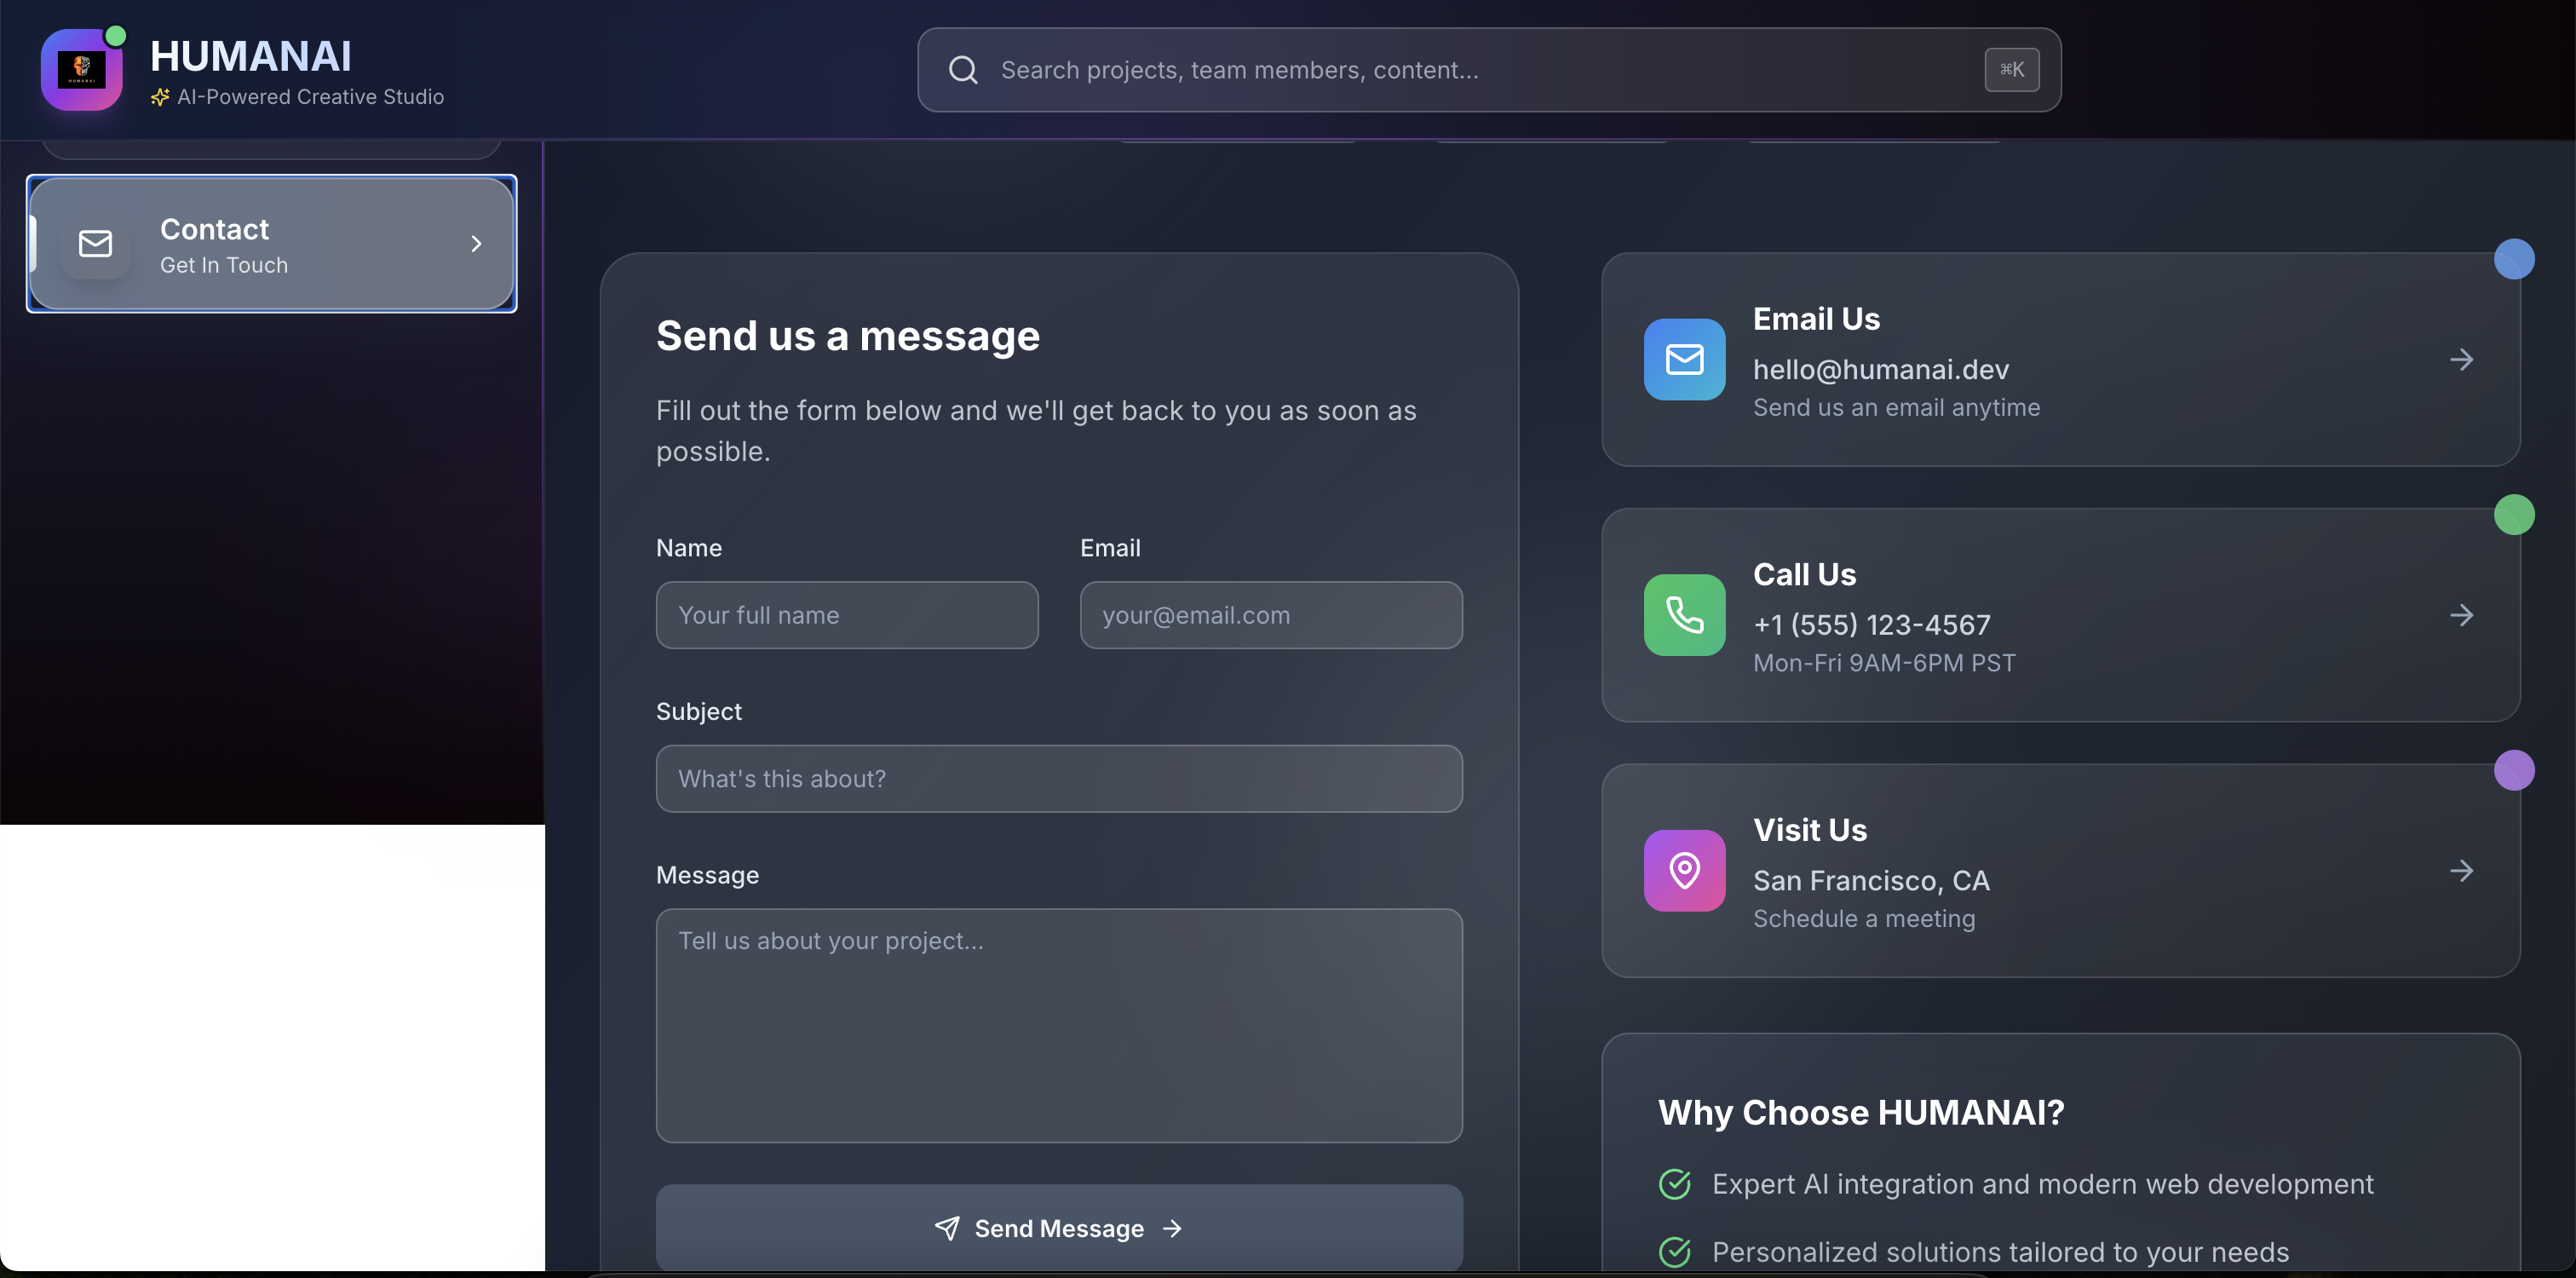 HUMANAI
HUMANAI
AI-Powered Creative Studio
Search projects, team members, content...
⌘K
Contact
Get In Touch
Send us a message
Fill out the form below and we'll get back to you as soon as
possible.
Name
Email
Your full name
your@email.com
Subject
What's this about?
Message
Tell us about your project...
Send Message
Email Us
hello@humanai.dev
Send us an email anytime
Call Us
+1 (555) 123-4567
Mon-Fri 9AM-6PM PST
Visit Us
San Francisco, CA
Schedule a meeting
Why Choose HUMANAI?
Expert AI integration and modern web development
Personalized solutions tailored to your needs